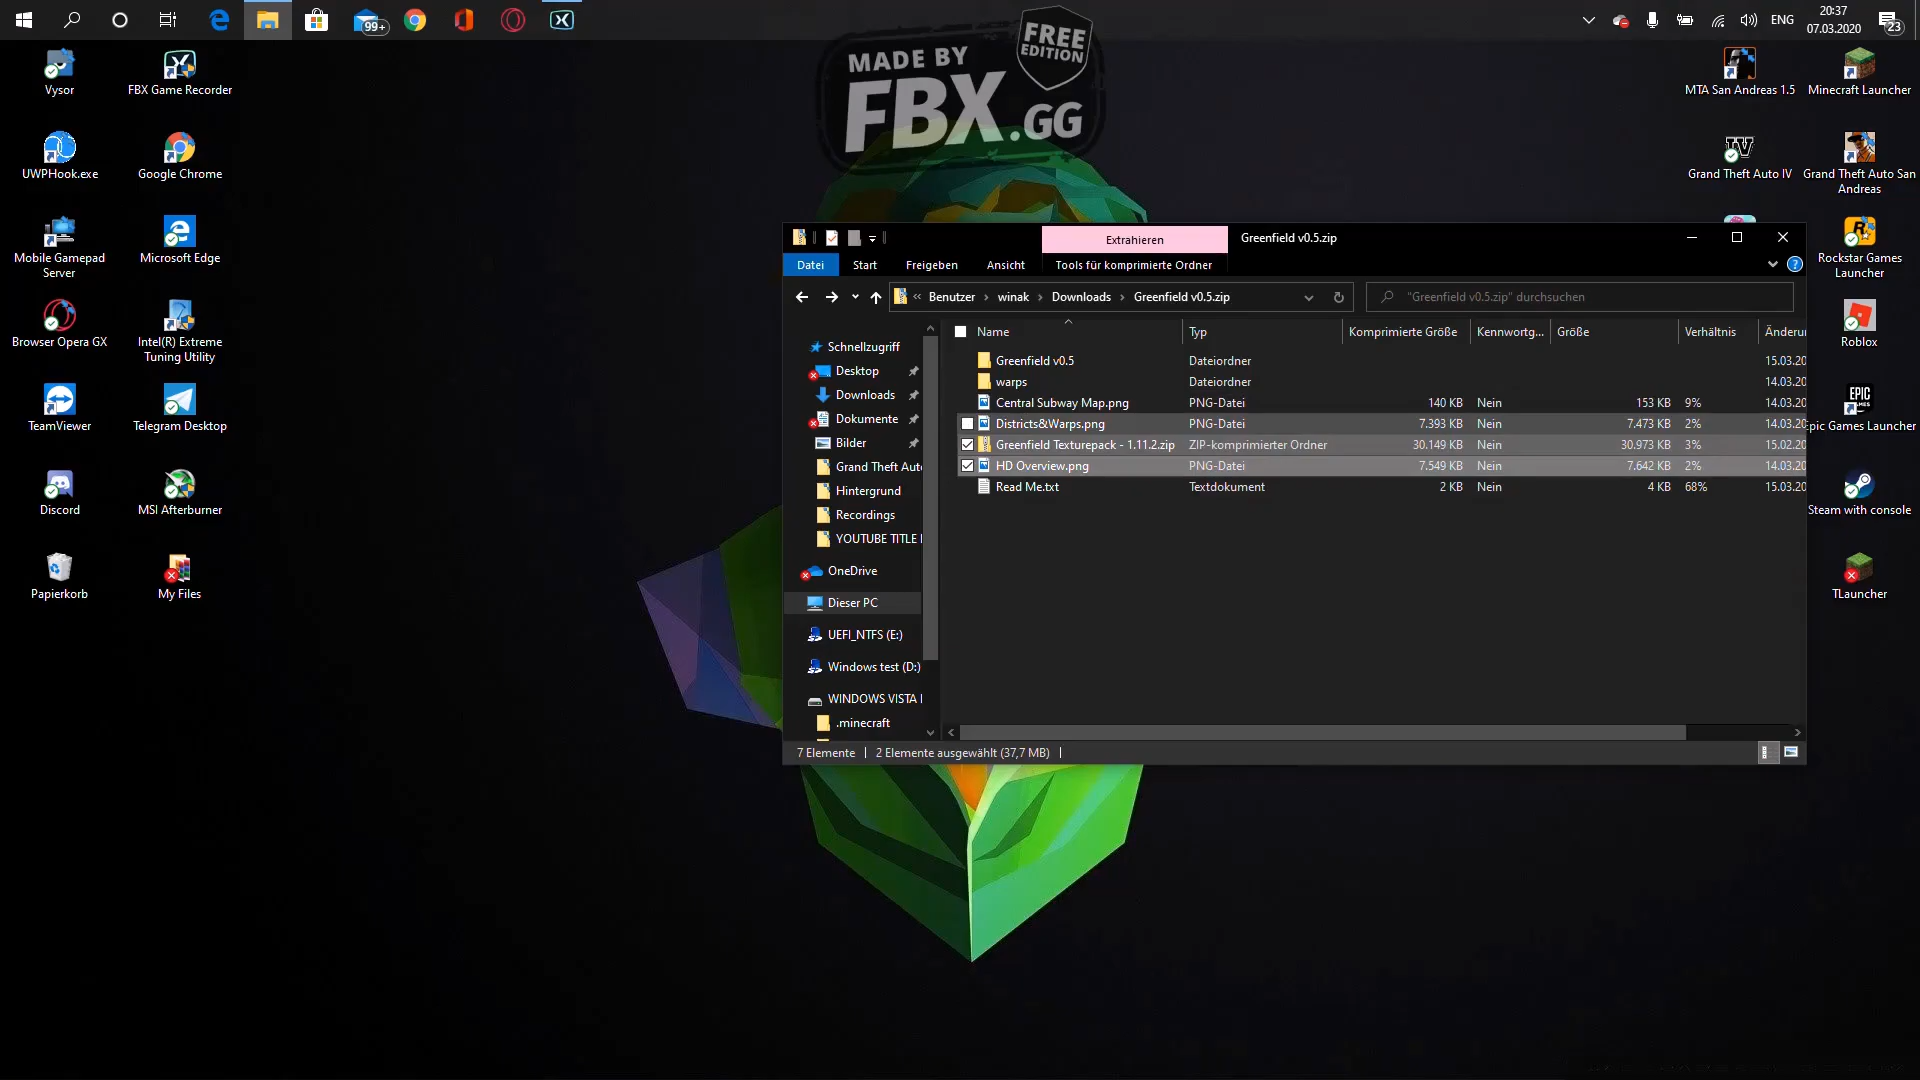 99+
ENG
20:37
07.03.2020
23
MADE BY
FBX.GG
FREE
EDITION
Vysor
FBX Game Recorder
UWPHook.exe
Google Chrome
Mobile Gamepad
Server
Microsoft Edge
Browser Opera GX
Intel(R) Extreme
Tuning Utility
TeamViewer
Telegram Desktop
Discord
MSI Afterburner
Papierkorb
My Files
MTA San Andreas 1.5
Minecraft Launcher
Grand Theft Auto IV
Grand Theft Auto San
Andreas
Rockstar Games
Launcher
Roblox
Epic Games Launcher
Steam with console
TLauncher
Extrahieren
Greenfield v0.5.zip
Datei
Start
Freigeben
Ansicht
Tools für komprimierte Ordner
« Benutzer › winak › Downloads › Greenfield v0.5.zip
"Greenfield v0.5.zip" durchsuchen
Schnellzugriff
Desktop
Downloads
Dokumente
Bilder
Grand Theft Aut
Hintergrund
Recordings
YOUTUBE TITLE
OneDrive
Dieser PC
UEFI_NTFS (E:)
Windows test (D:)
WINDOWS VISTA
.minecraft
Name Typ Komprimierte Größe Kennwortg... Größe Verhältnis Änderu
Greenfield v0.5 Dateiordner 15.03.20
warps Dateiordner 14.03.20
Central Subway Map.png PNG-Datei 140 KB Nein 153 KB 9% 14.03.20
Districts&Warps.png PNG-Datei 7.393 KB Nein 7.473 KB 2% 14.03.20
Greenfield Texturepack - 1.11.2.zip ZIP-komprimierter Ordner 30.149 KB Nein 30.973 KB 3% 15.02.20
HD Overview.png PNG-Datei 7.549 KB Nein 7.642 KB 2% 14.03.20
Read Me.txt Textdokument 2 KB Nein 4 KB 68% 15.03.20
7 Elemente
2 Elemente ausgewählt (37,7 MB)